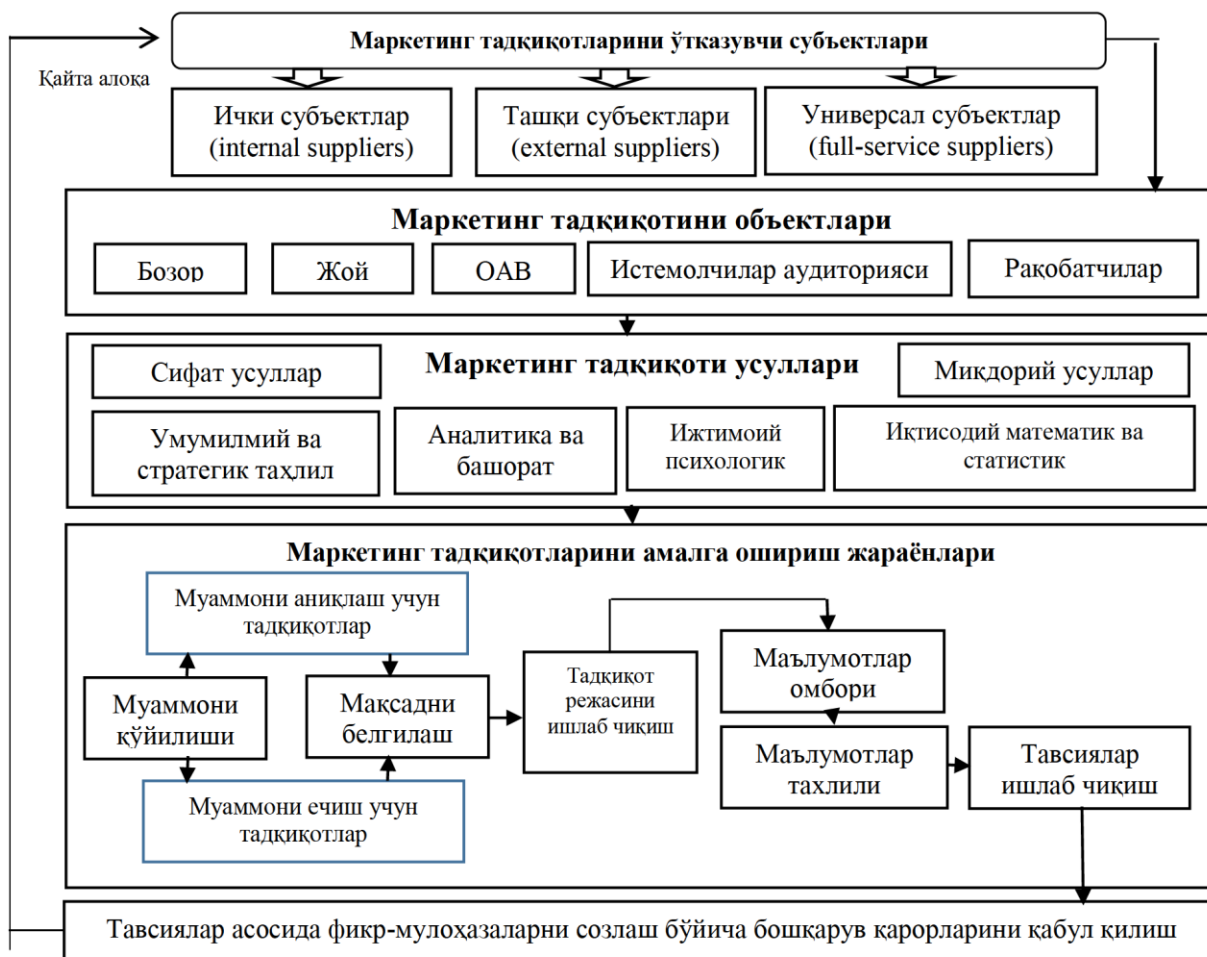 Маркетинг тадқиқотларини ўтказувчи субъектлари
Қайта алоқа
Ички субъектлар
(internal suppliers)
Ташқи субъектлари
(external suppliers)
Универсал субъектлар
(full-service suppliers)
Маркетинг тадқиқотини объектлари
Бозор
Жой
ОАВ
Истемолчилар аудиторияси
Рақобатчилар
Сифат усуллар
Маркетинг тадқиқоти усуллари
Миқдорий усуллар
Умумилмий ва
стратегик таҳлил
Аналитика ва
башорат
Ижтимоий
психологик
Иқтисодий математик ва
статистик
Маркетинг тадқиқотларини амалга ошириш жараёнлари
Муаммони аниқлаш учун
тадқиқотлар
Муаммони
қўйилиши
Мақсадни
белгилаш
Муаммони ечиш учун
тадқиқотлар
Тадқиқот
режасини
ишлаб чиқиш
Маълумотлар
омбори
Маълумотлар
тахлили
Тавсиялар
ишлаб чиқиш
Тавсиялар асосида фикр-мулоҳазаларни созлаш бўйича бошқарув қарорларини қабул қилиш